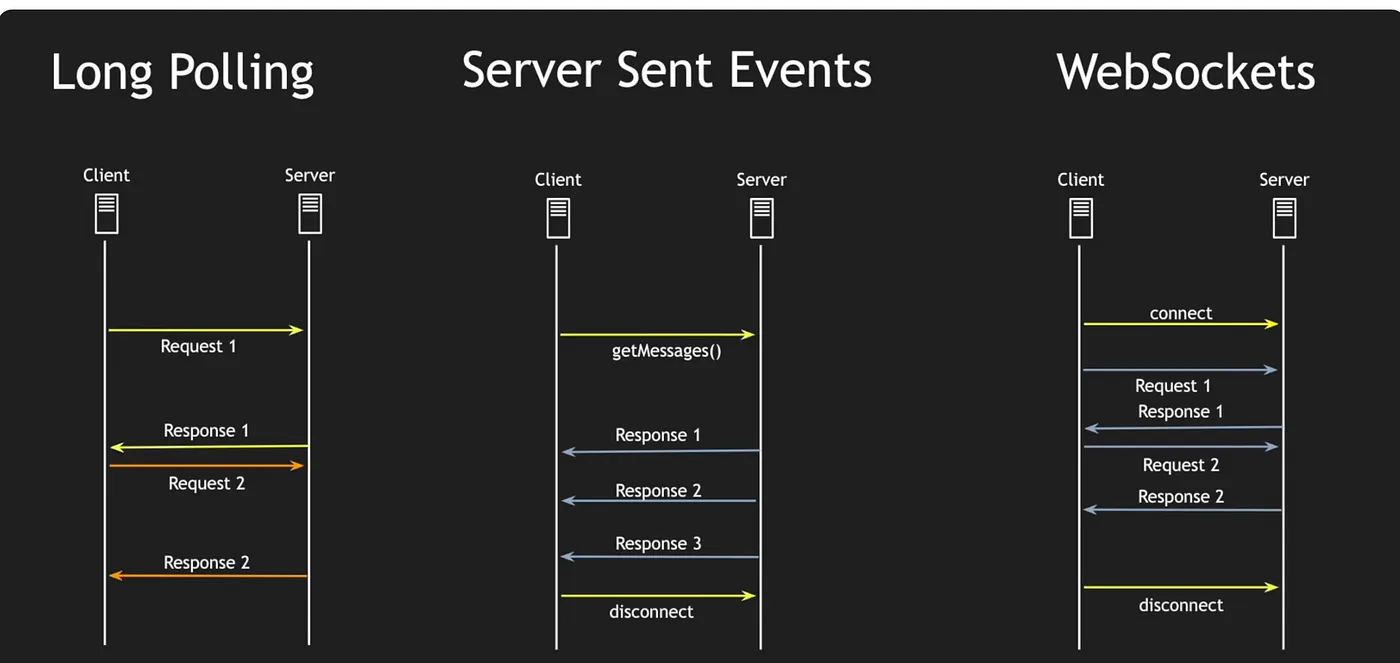 Long Polling
Client
Server
Request 1
Response 1
Request 2
Response 2
Server Sent Events
Client
Server
getMessages()
Response 1
Response 2
Response 3
disconnect
WebSockets
Client
Server
connect
Request 1
Response 1
Request 2
Response 2
disconnect